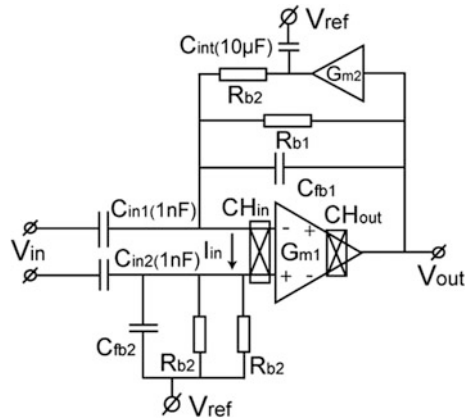 Vref
Cint(10µF)
Gm2
Rb2
Rb1
Cfb1
Cin1(1nF)
CHin
CHout
Vin
Iin
- +
Gm1
+ -
Cin2(1nF)
Vout
Cfb2
Rb2
Rb2
Vref